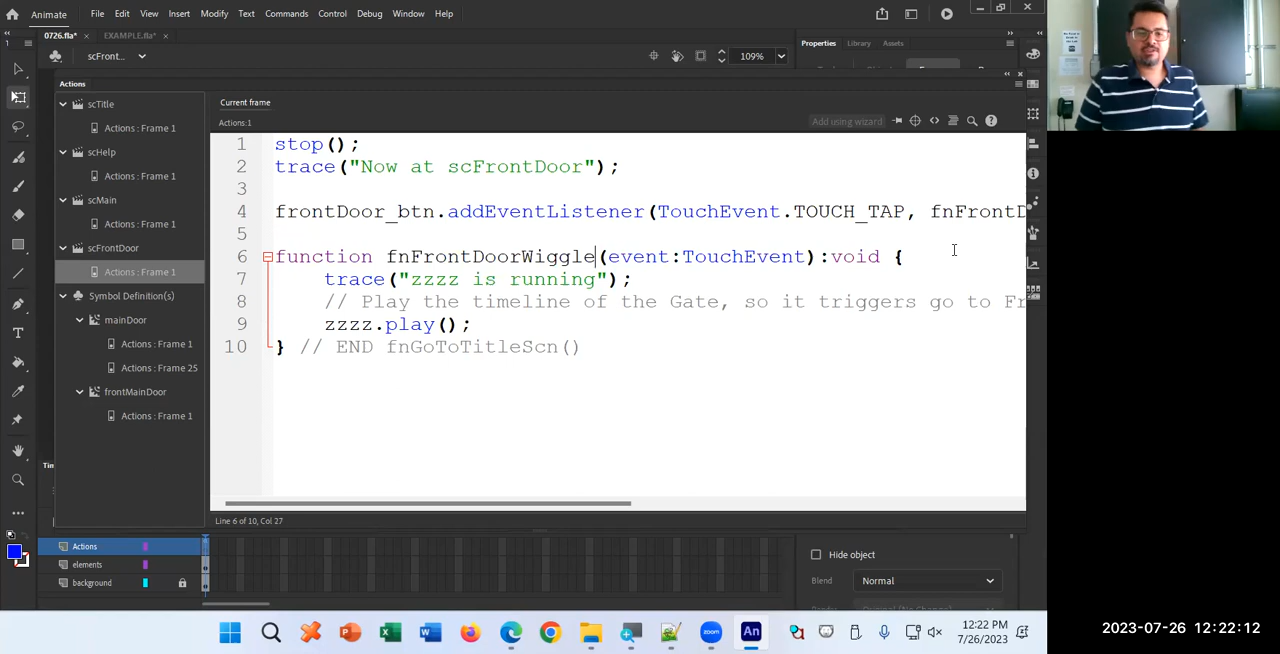 Animate
File Edit View Insert Modify Text Commands Control Debug Window Help
0726.fla* × EXAMPLE.fla* ×
Properties Library Assets
scFront...
109%
Actions
scTitle
Actions : Frame 1
scHelp
Actions : Frame 1
scMain
Actions : Frame 1
scFrontDoor
Actions : Frame 1
Symbol Definition(s)
mainDoor
Actions : Frame 1
Actions : Frame 25
frontMainDoor
Actions : Frame 1
Current frame
Actions:1
Add using wizard
1 stop();
2 trace("Now at scFrontDoor");
3
4 frontDoor_btn.addEventListener(TouchEvent.TOUCH_TAP, fnFrontD
5
6 function fnFrontDoorWiggle(event:TouchEvent):void {
7 trace("zzzz is running");
8 // Play the timeline of the Gate, so it triggers go to Fr
9 zzzz.play();
10 } // END fnGoToTitleScn()
Line 6 of 10, Col 27
Actions
elements
background
Hide object
Blend Normal
12:22 PM
7/26/2023
2023-07-26 12:22:12